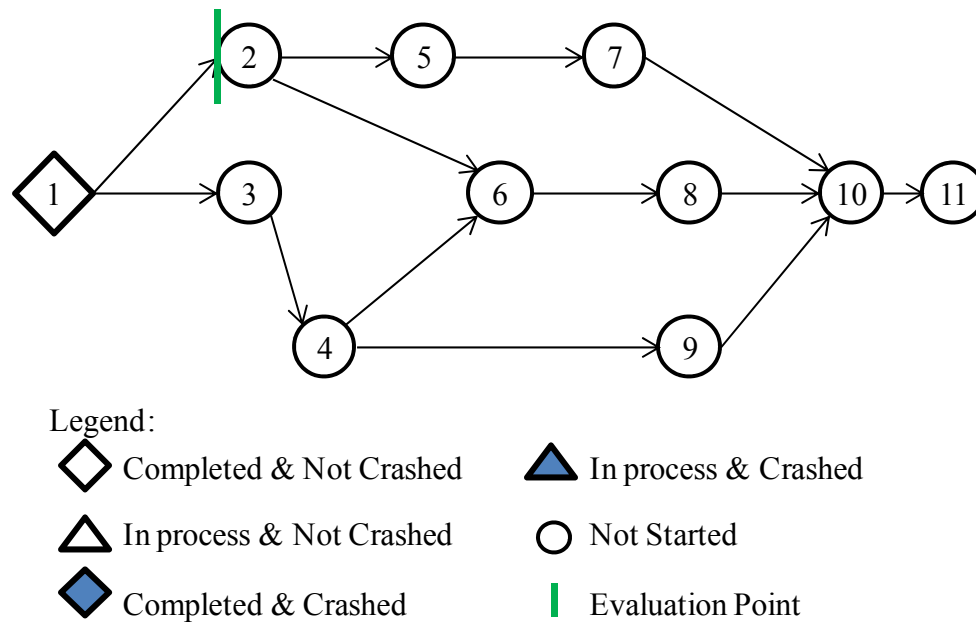 2 5 7
1 3 6 8 10 11
4 9
Legend:
Completed & Not Crashed
In process & Crashed
In process & Not Crashed
Not Started
Completed & Crashed
Evaluation Point